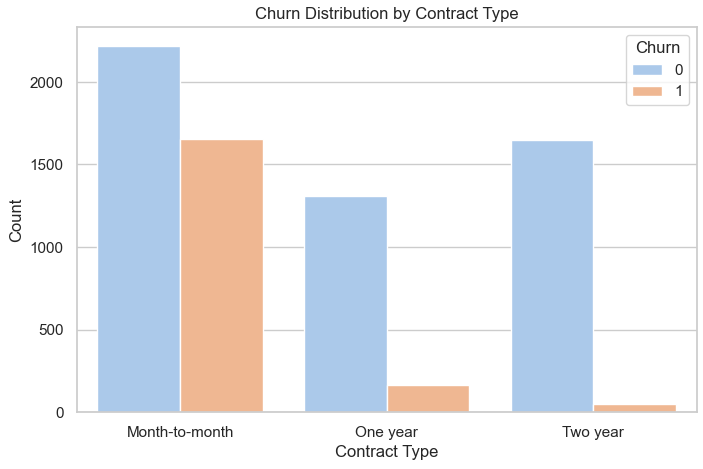 Churn Distribution by Contract Type
Churn
0
1
2000
1500
1000
500
0
Count
Month-to-month
One year
Two year
Contract Type